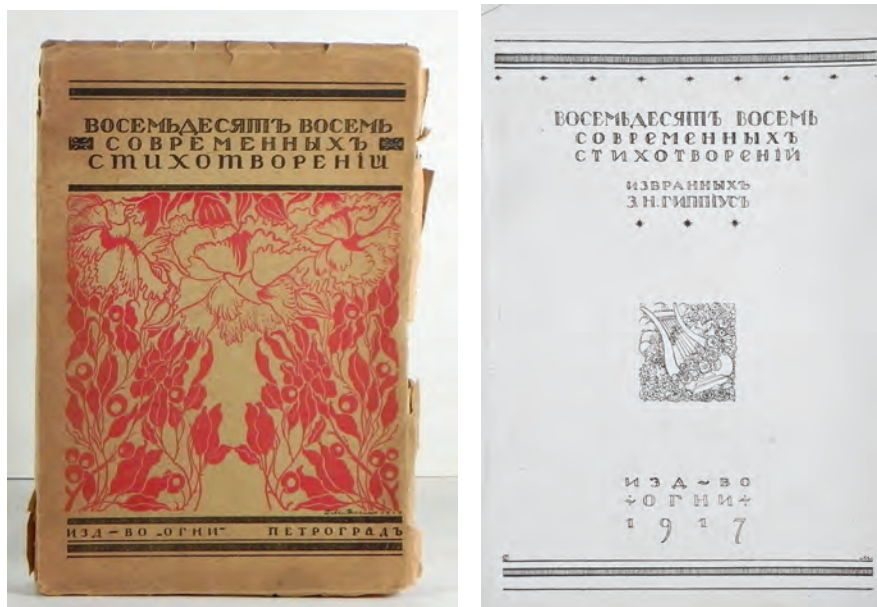 ВОСЕМЬДЕСЯТЪ ВОСЕМЬ
СОВРЕМЕННЫХЪ
СТИХОТВОРЕНІЙ
ИЗД-ВО „ОГНИ“ ПЕТРОГРАДЪ
ВОСЕМЬДЕСЯТЪ ВОСЕМЬ
СОВРЕМЕННЫХЪ
СТИХОТВОРЕНІЙ
ИЗБРАННЫХЪ
З.Н.ГИППІУСЪ
ИЗД~ВО
ОГНИ
1917